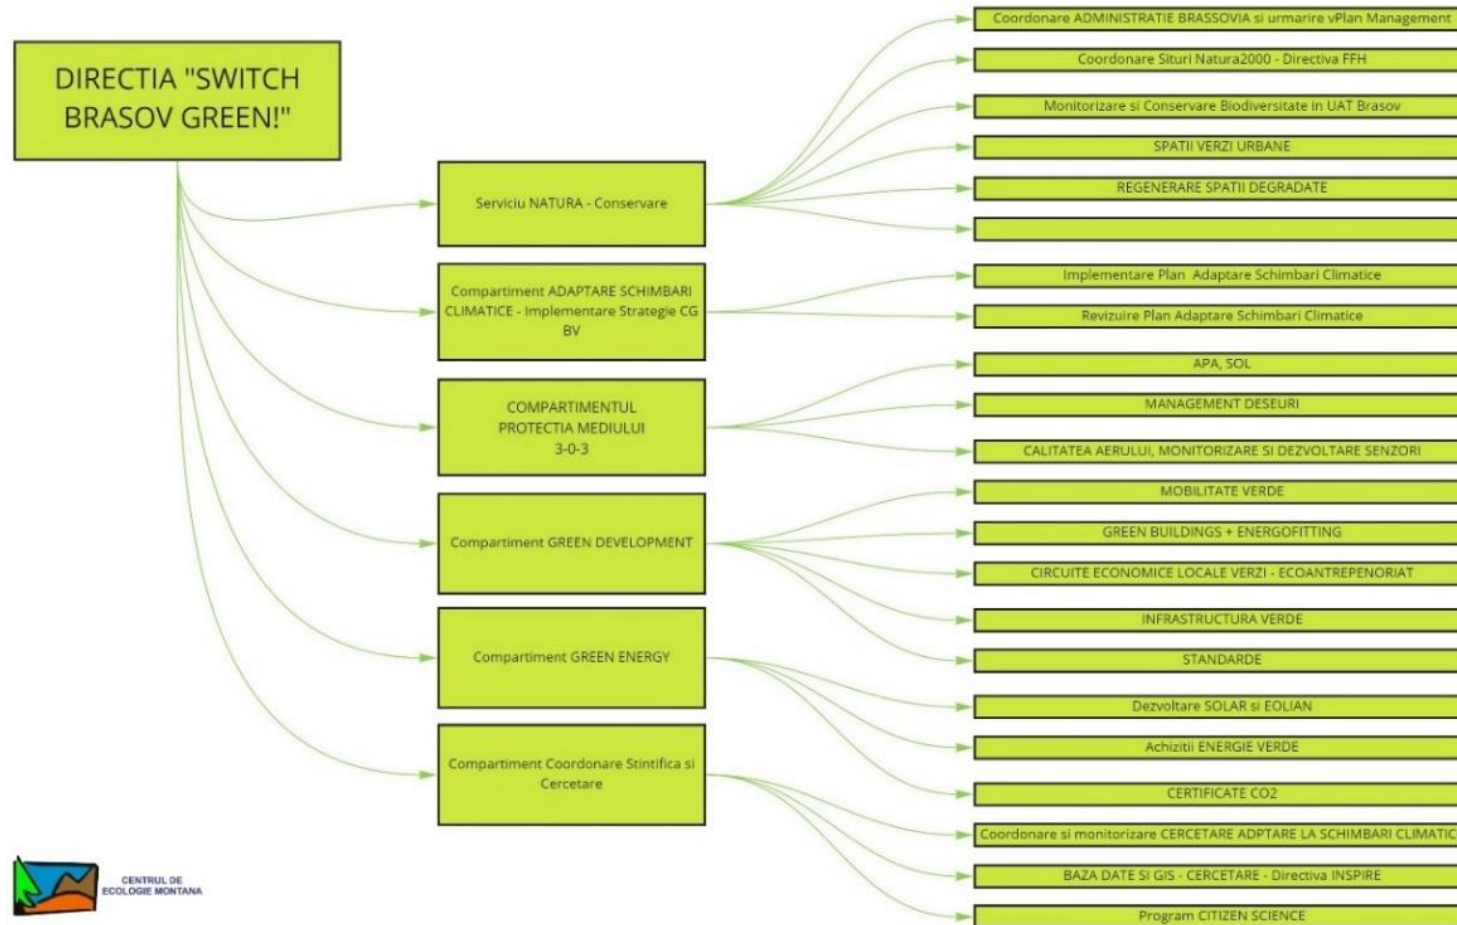 DIRECTIA "SWITCH
BRASOV GREEN!"
Serviciu NATURA - Conservare
Coordonare ADMINISTRATIE BRASSOVIA si urmarire vPlan Management
Coordonare Situri Natura2000 - Directiva FFH
Monitorizare si Conservare Biodiversitate in UAT Brasov
SPATII VERZI URBANE
REGENERARE SPATII DEGRADATE
Compartiment ADAPTARE SCHIMBARI
CLIMATICE - Implementare Strategie CG
BV
Implementare Plan Adaptare Schimbari Climatice
Revizuire Plan Adaptare Schimbari Climatice
COMPARTIMENTUL
PROTECTIA MEDIULUI
3-0-3
APA, SOL
MANAGEMENT DESEURI
CALITATEA AERULUI, MONITORIZARE SI DEZVOLTARE SENZORI
Compartiment GREEN DEVELOPMENT
MOBILITATE VERDE
GREEN BUILDINGS + ENERGOFITTING
CIRCUITE ECONOMICE LOCALE VERZI - ECOANTREPENORIAT
INFRASTRUCTURA VERDE
STANDARDE
Compartiment GREEN ENERGY
Dezvoltare SOLAR si EOLIAN
Achizitii ENERGIE VERDE
CERTIFICATE CO2
Compartiment Coordonare Stintifica si
Cercetare
Coordonare si monitorizare CERCETARE ADPTARE LA SCHIMBARI CLIMATIC
BAZA DATE SI GIS - CERCETARE - Directiva INSPIRE
Program CITIZEN SCIENCE
CENTRUL DE
ECOLOGIE MONTANA